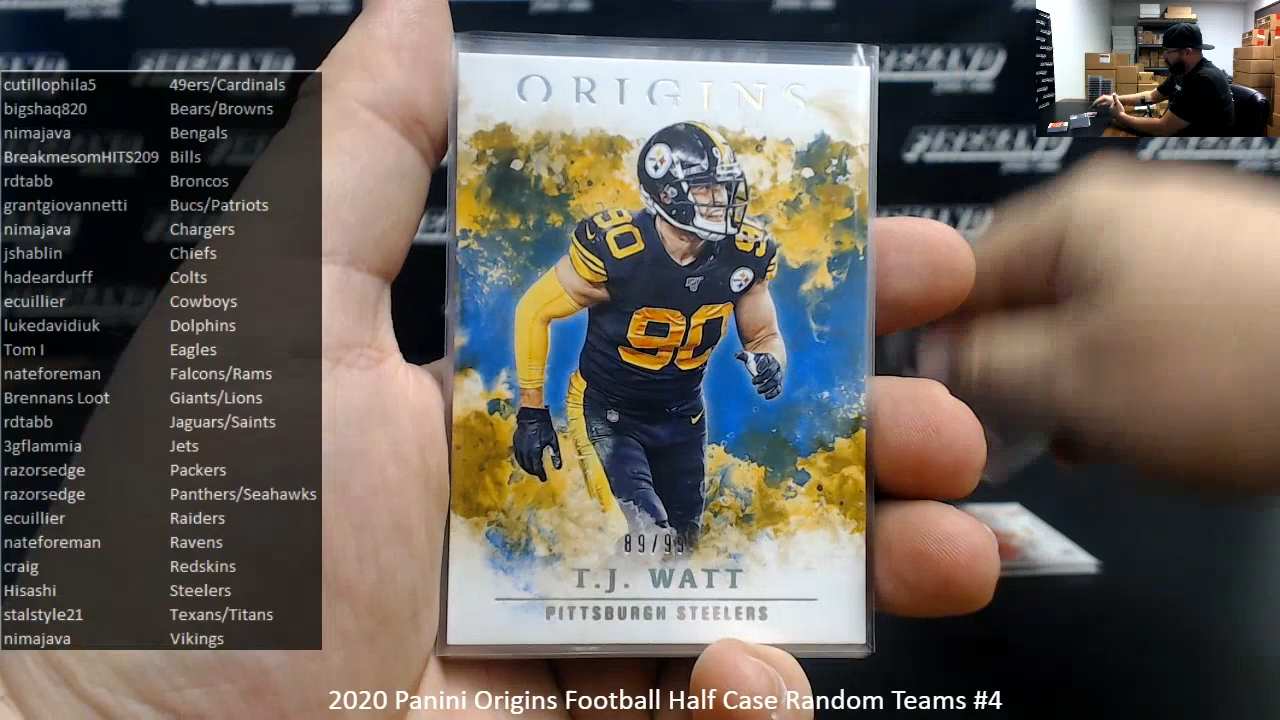 cutillophila5 49ers/Cardinals
bigshaq820 Bears/Browns
nimajava Bengals
BreakmesomHITS209 Bills
rdtabb Broncos
grantgiovannetti Bucs/Patriots
nimajava Chargers
jshablin Chiefs
hadeardurff Colts
ecuillier Cowboys
lukedavidiuk Dolphins
Tom I Eagles
nateforeman Falcons/Rams
Brennans Loot Giants/Lions
rdtabb Jaguars/Saints
3gflammia Jets
razorsedge Packers
razorsedge Panthers/Seahawks
ecuillier Raiders
nateforeman Ravens
craig Redskins
Hisashi Steelers
stalstyle21 Texans/Titans
nimajava Vikings
ORIGINS
90
90
89/99
T.J. WATT
PITTSBURGH STEELERS
2020 Panini Origins Football Half Case Random Teams #4